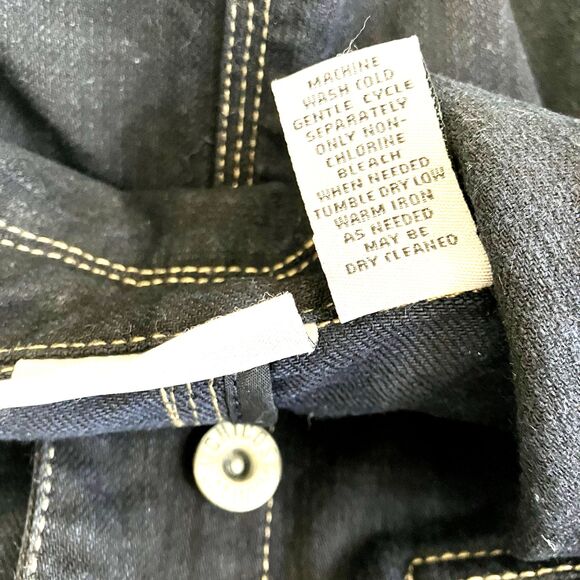 MACHINE
WASH COLD
GENTLE CYCLE
SEPARATELY
ONLY NON-
CHLORINE
BLEACH
WHEN NEEDED
TUMBLE DRY LOW
WARM IRON
AS NEEDED
MAY BE
DRY CLEANED